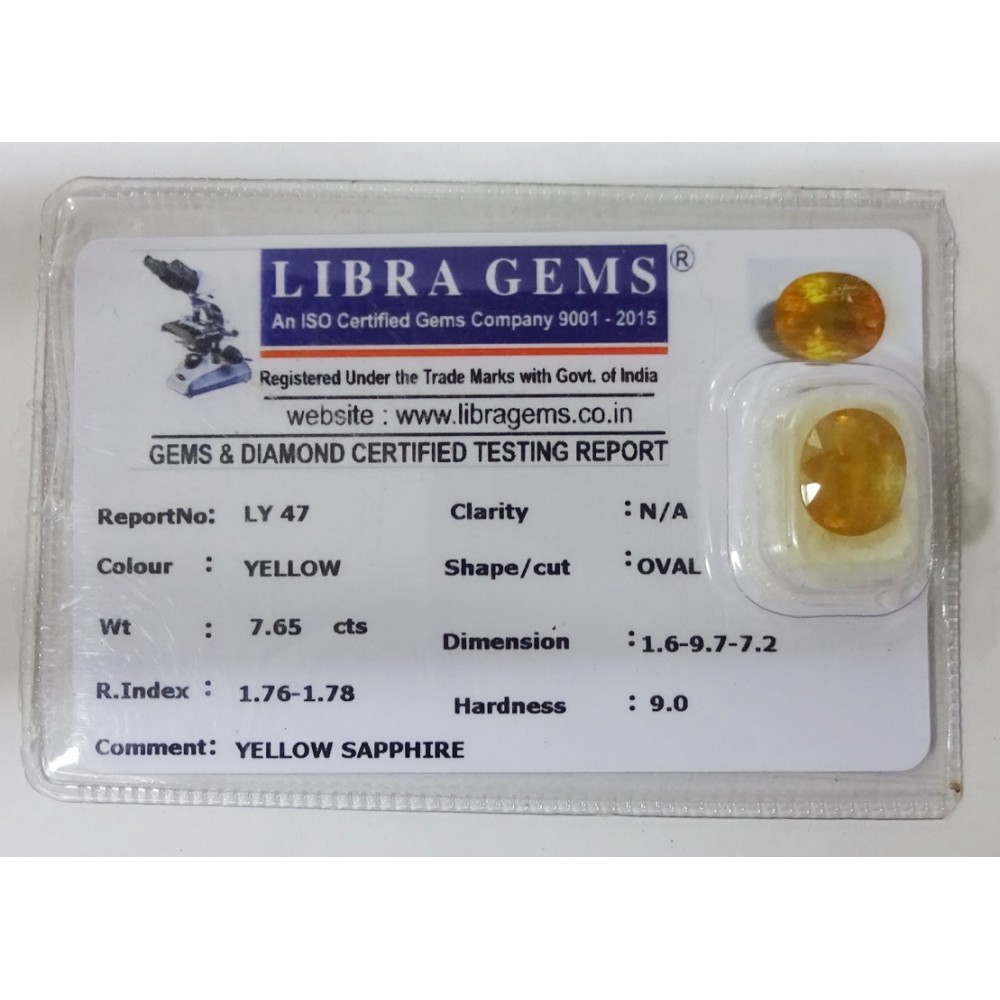 LIBRA GEMS ®
An ISO Certified Gems Company 9001 - 2015
Registered Under the Trade Marks with Govt. of India
website : www.libragems.co.in
GEMS & DIAMOND CERTIFIED TESTING REPORT
ReportNo: LY 47 Clarity : N/A
Colour : YELLOW Shape/cut : OVAL
Wt : 7.65 cts Dimension : 1.6-9.7-7.2
R.Index : 1.76-1.78 Hardness : 9.0
Comment: YELLOW SAPPHIRE